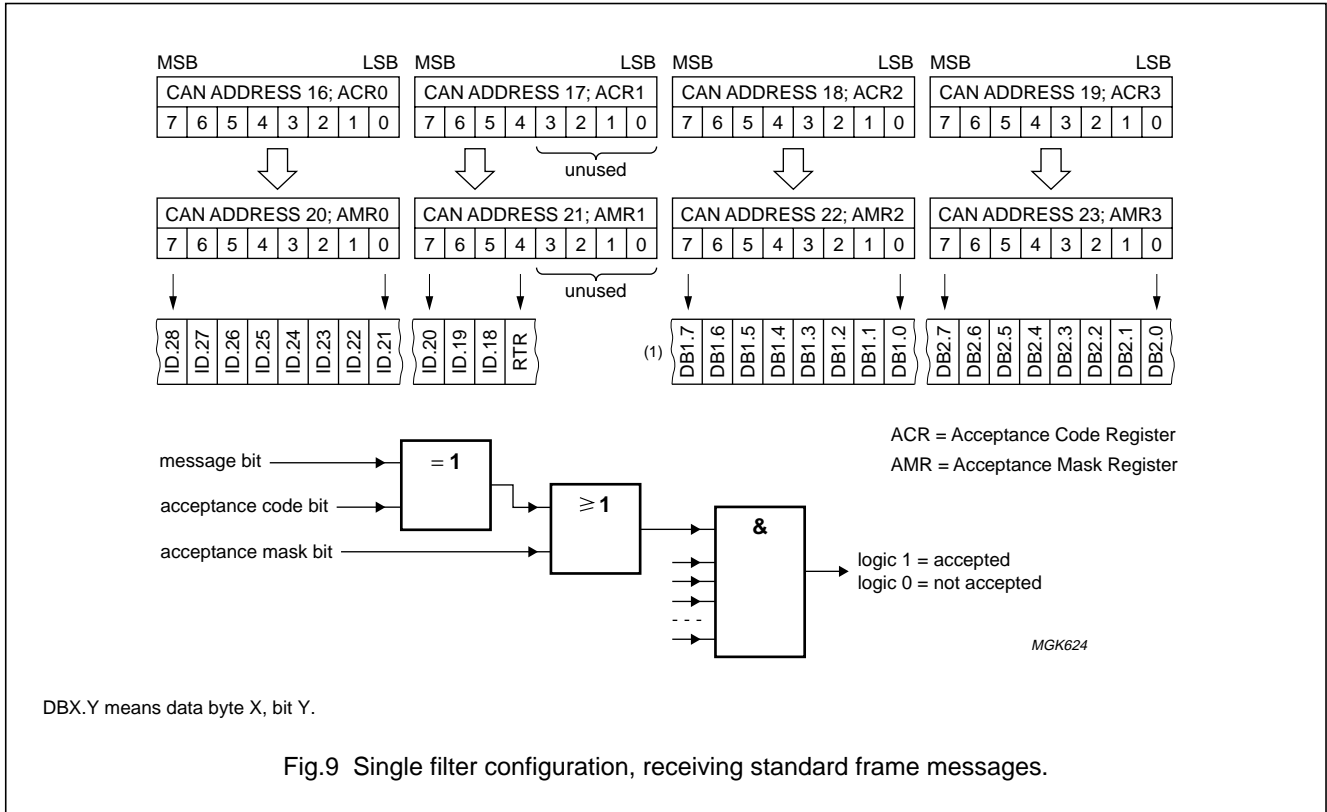 MSB LSB MSB LSB MSB LSB MSB LSB
CAN ADDRESS 16; ACR0 CAN ADDRESS 17; ACR1 CAN ADDRESS 18; ACR2 CAN ADDRESS 19; ACR3
7 6 5 4 3 2 1 0 7 6 5 4 3 2 1 0 7 6 5 4 3 2 1 0 7 6 5 4 3 2 1 0
unused
CAN ADDRESS 20; AMR0 CAN ADDRESS 21; AMR1 CAN ADDRESS 22; AMR2 CAN ADDRESS 23; AMR3
7 6 5 4 3 2 1 0 7 6 5 4 3 2 1 0 7 6 5 4 3 2 1 0 7 6 5 4 3 2 1 0
unused
ID.28 ID.27 ID.26 ID.25 ID.24 ID.23 ID.22 ID.21 ID.20 ID.19 ID.18 RTR (1) DB1.7 DB1.6 DB1.5 DB1.4 DB1.3 DB1.2 DB1.1 DB1.0 DB2.7 DB2.6 DB2.5 DB2.4 DB2.3 DB2.2 DB2.1 DB2.0
ACR = Acceptance Code Register
AMR = Acceptance Mask Register
message bit
= 1
acceptance code bit
≥ 1
acceptance mask bit
&
logic 1 = accepted
logic 0 = not accepted
MGK624
DBX.Y means data byte X, bit Y.
Fig.9 Single filter configuration, receiving standard frame messages.